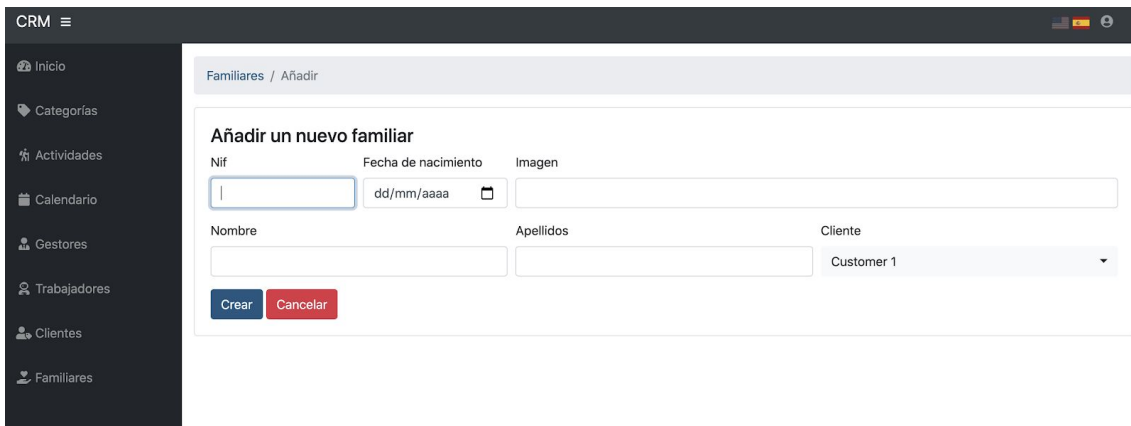 CRM
Inicio
Categorías
Actividades
Calendario
Gestores
Trabajadores
Clientes
Familiares
Familiares / Añadir
Añadir un nuevo familiar
Nif Fecha de nacimiento Imagen
dd/mm/aaaa
Nombre Apellidos Cliente
Customer 1
Crear Cancelar